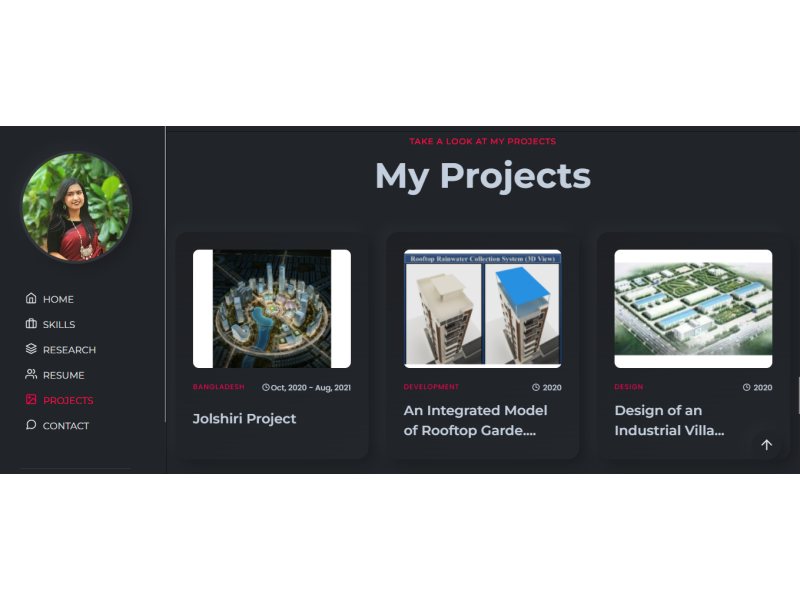 HOME
SKILLS
RESEARCH
RESUME
PROJECTS
CONTACT
TAKE A LOOK AT MY PROJECTS
My Projects
BANGLADESH
Oct, 2020 - Aug, 2021
Jolshiri Project
Rooftop Rainwater Collection System (3D View)
DEVELOPMENT
2020
An Integrated Model
of Rooftop Garde....
DESIGN
2020
Design of an
Industrial Villa...